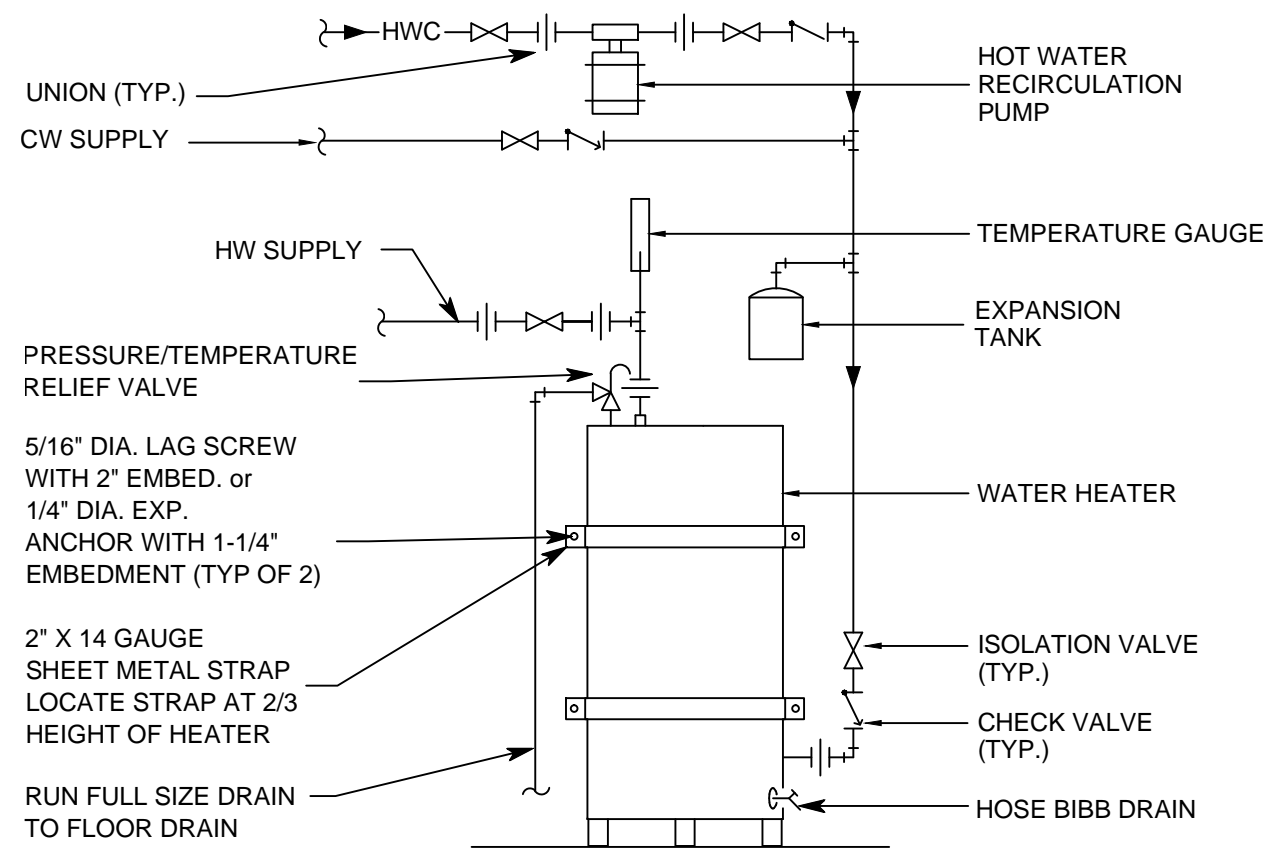 HWC
UNION (TYP.)
CW SUPPLY
HOT WATER
RECIRCULATION
PUMP
TEMPERATURE GAUGE
HW SUPPLY
EXPANSION
TANK
PRESSURE/TEMPERATURE
RELIEF VALVE
5/16" DIA. LAG SCREW
WITH 2" EMBED. or
1/4" DIA. EXP.
ANCHOR WITH 1-1/4"
EMBEDMENT (TYP OF 2)
WATER HEATER
2" X 14 GAUGE
SHEET METAL STRAP
LOCATE STRAP AT 2/3
HEIGHT OF HEATER
ISOLATION VALVE
(TYP.)
CHECK VALVE
(TYP.)
RUN FULL SIZE DRAIN
TO FLOOR DRAIN
HOSE BIBB DRAIN